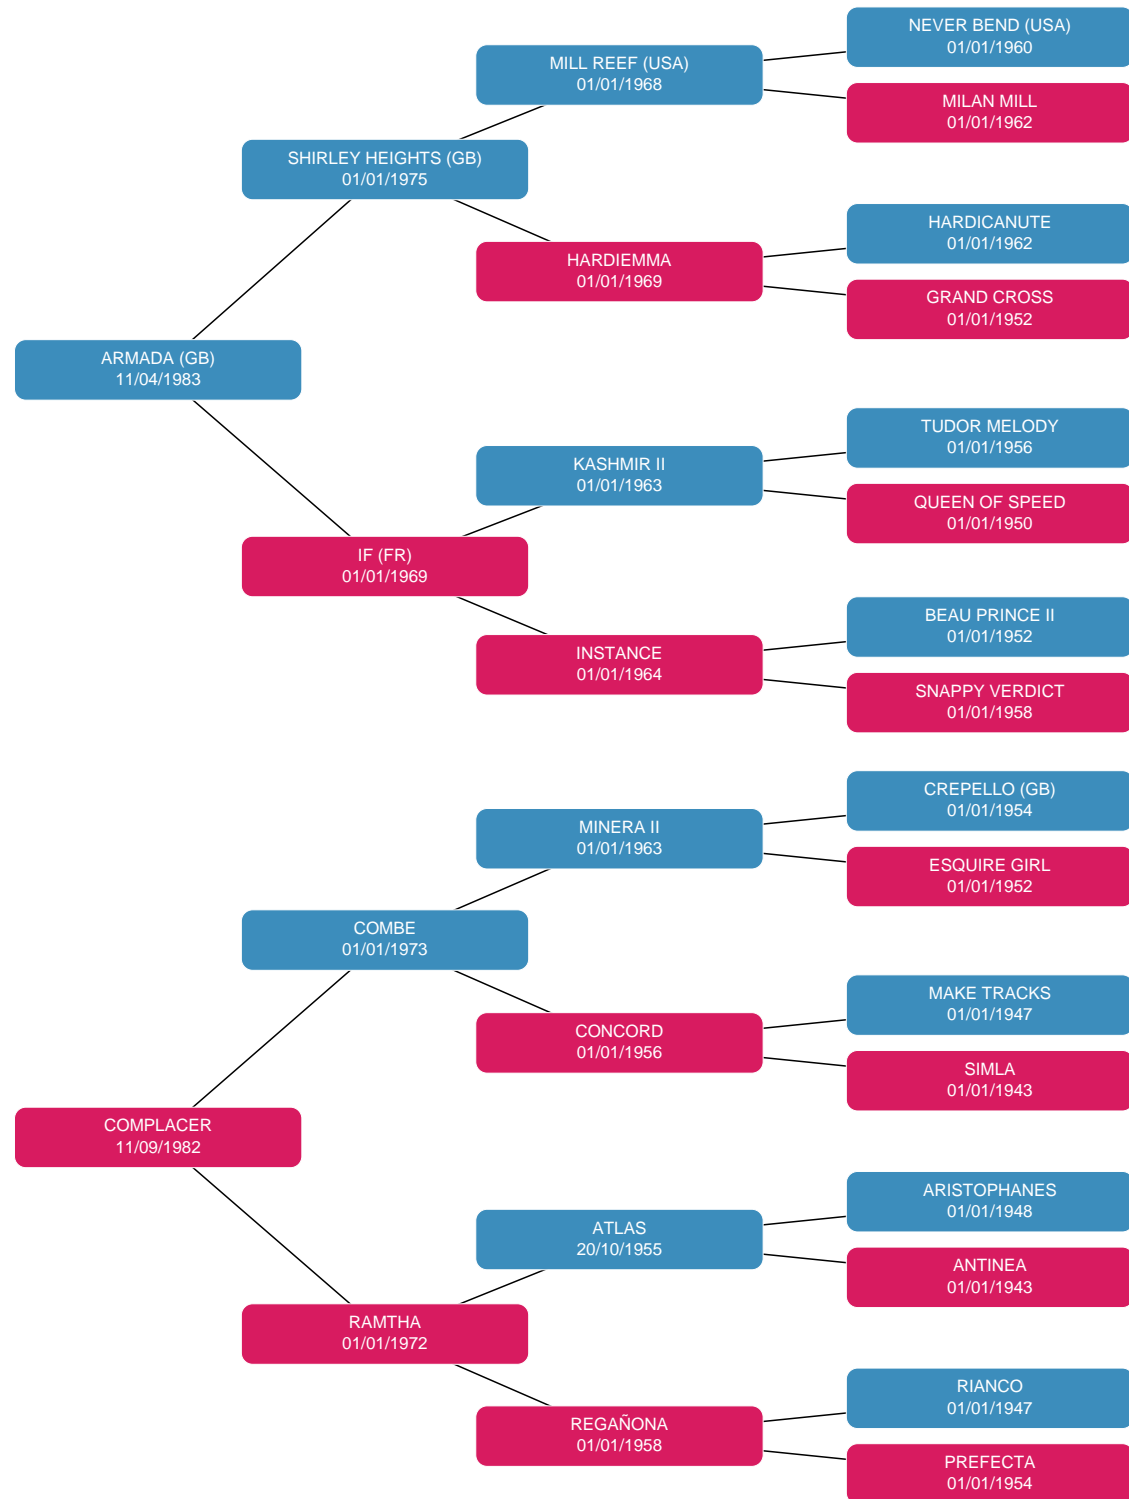 NEVER BEND (USA)
01/01/1960
MILL REEF (USA)
01/01/1968
MILAN MILL
01/01/1962
SHIRLEY HEIGHTS (GB)
01/01/1975
HARDICANUTE
01/01/1962
HARDIEMMA
01/01/1969
GRAND CROSS
01/01/1952
ARMADA (GB)
11/04/1983
TUDOR MELODY
01/01/1956
KASHMIR II
01/01/1963
QUEEN OF SPEED
01/01/1950
IF (FR)
01/01/1969
BEAU PRINCE II
01/01/1952
INSTANCE
01/01/1964
SNAPPY VERDICT
01/01/1958
CREPELLO (GB)
01/01/1954
MINERA II
01/01/1963
ESQUIRE GIRL
01/01/1952
COMBE
01/01/1973
MAKE TRACKS
01/01/1947
CONCORD
01/01/1956
SIMLA
01/01/1943
COMPLACER
11/09/1982
ARISTOPHANES
01/01/1948
ATLAS
20/10/1955
ANTINEA
01/01/1943
RAMTHA
01/01/1972
RIANCO
01/01/1947
REGAÑONA
01/01/1958
PREFECTA
01/01/1954